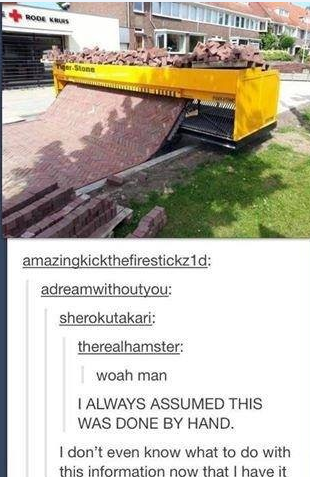 RODE KRUIS
Tiger-Stone
amazingkickthefirestickz1d:
adreamwithoutyou:
sherokutakari:
therealhamster:
woah man
I ALWAYS ASSUMED THIS
WAS DONE BY HAND.
I don't even know what to do with
this information now that I have it